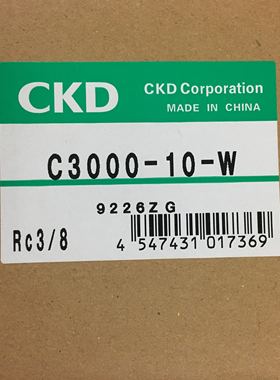 CKD
CKD Corporation
MADE IN CHINA
C3000-10-W
9226ZG
Rc3/8
4 547431 017369